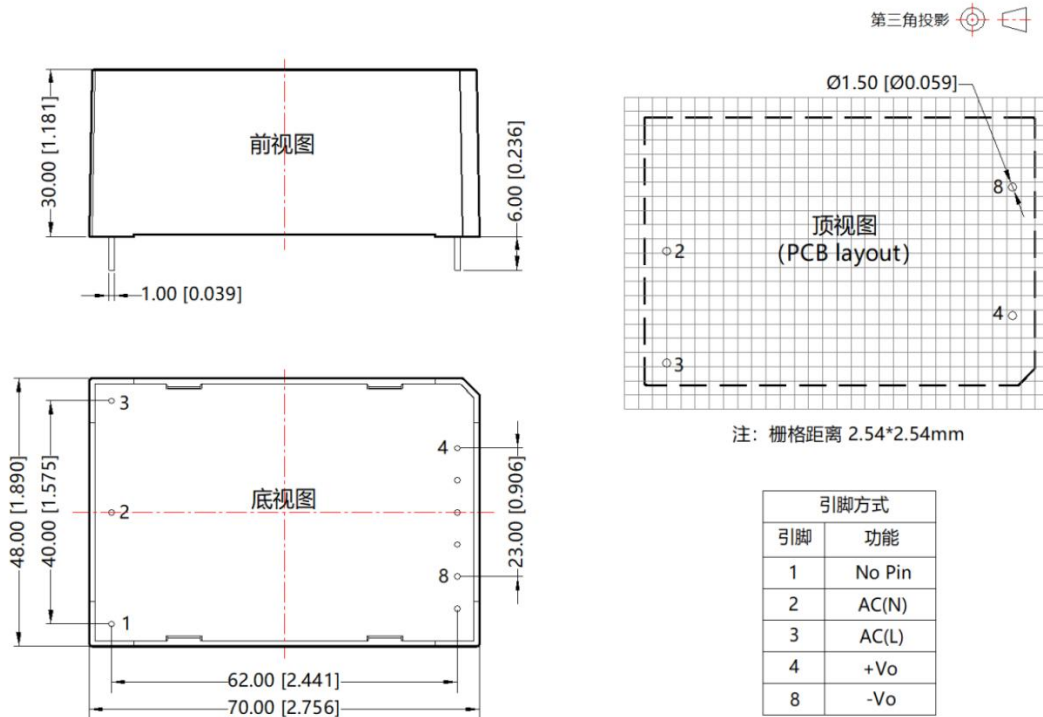 第三角投影
30.00 [1.181]
前视图
6.00 [0.236]
1.00 [0.039]
Ø1.50 [Ø0.059]
8
顶视图
2
(PCB layout)
4
3
注：栅格距离 2.54*2.54mm
48.00 [1.890]
40.00 [1.575]
3
4
底视图
2
23.00 [0.906]
8
1
62.00 [2.441]
70.00 [2.756]
引脚方式
引脚 功能
1 No Pin
2 AC(N)
3 AC(L)
4 +Vo
8 -Vo